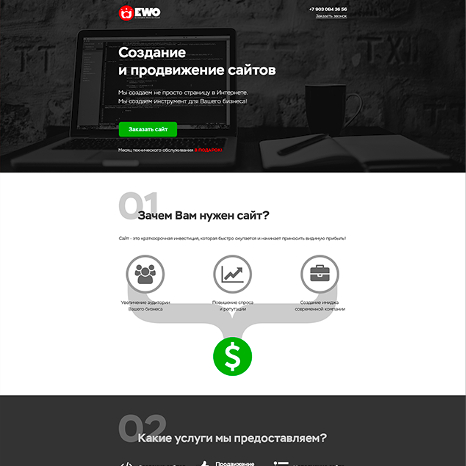 EWO
+7 909 084 36 56
Заказать звонок
Создание
и продвижение сайтов
Мы создаем не просто страницу в Интернете.
Мы создаем инструмент для Вашего бизнеса!
Заказать сайт
Месяц технического обслуживания В ПОДАРОК!
01
Зачем Вам нужен сайт?
Сайт - это краткосрочная инвестиция, которая быстро окупается и начинает приносить видимую прибыль!
Увеличение аудитории
Вашего бизнеса
Повышение спроса
и репутации
Создание имиджа
современной компании
$
02
Какие услуги мы предоставляем?
Продвижение